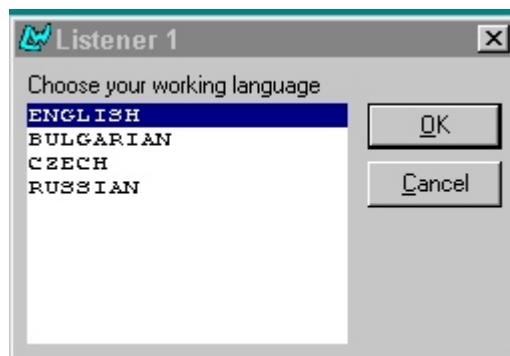 Listener 1
Choose your working language
ENGLISH
BULGARIAN
CZECH
RUSSIAN
OK
Cancel